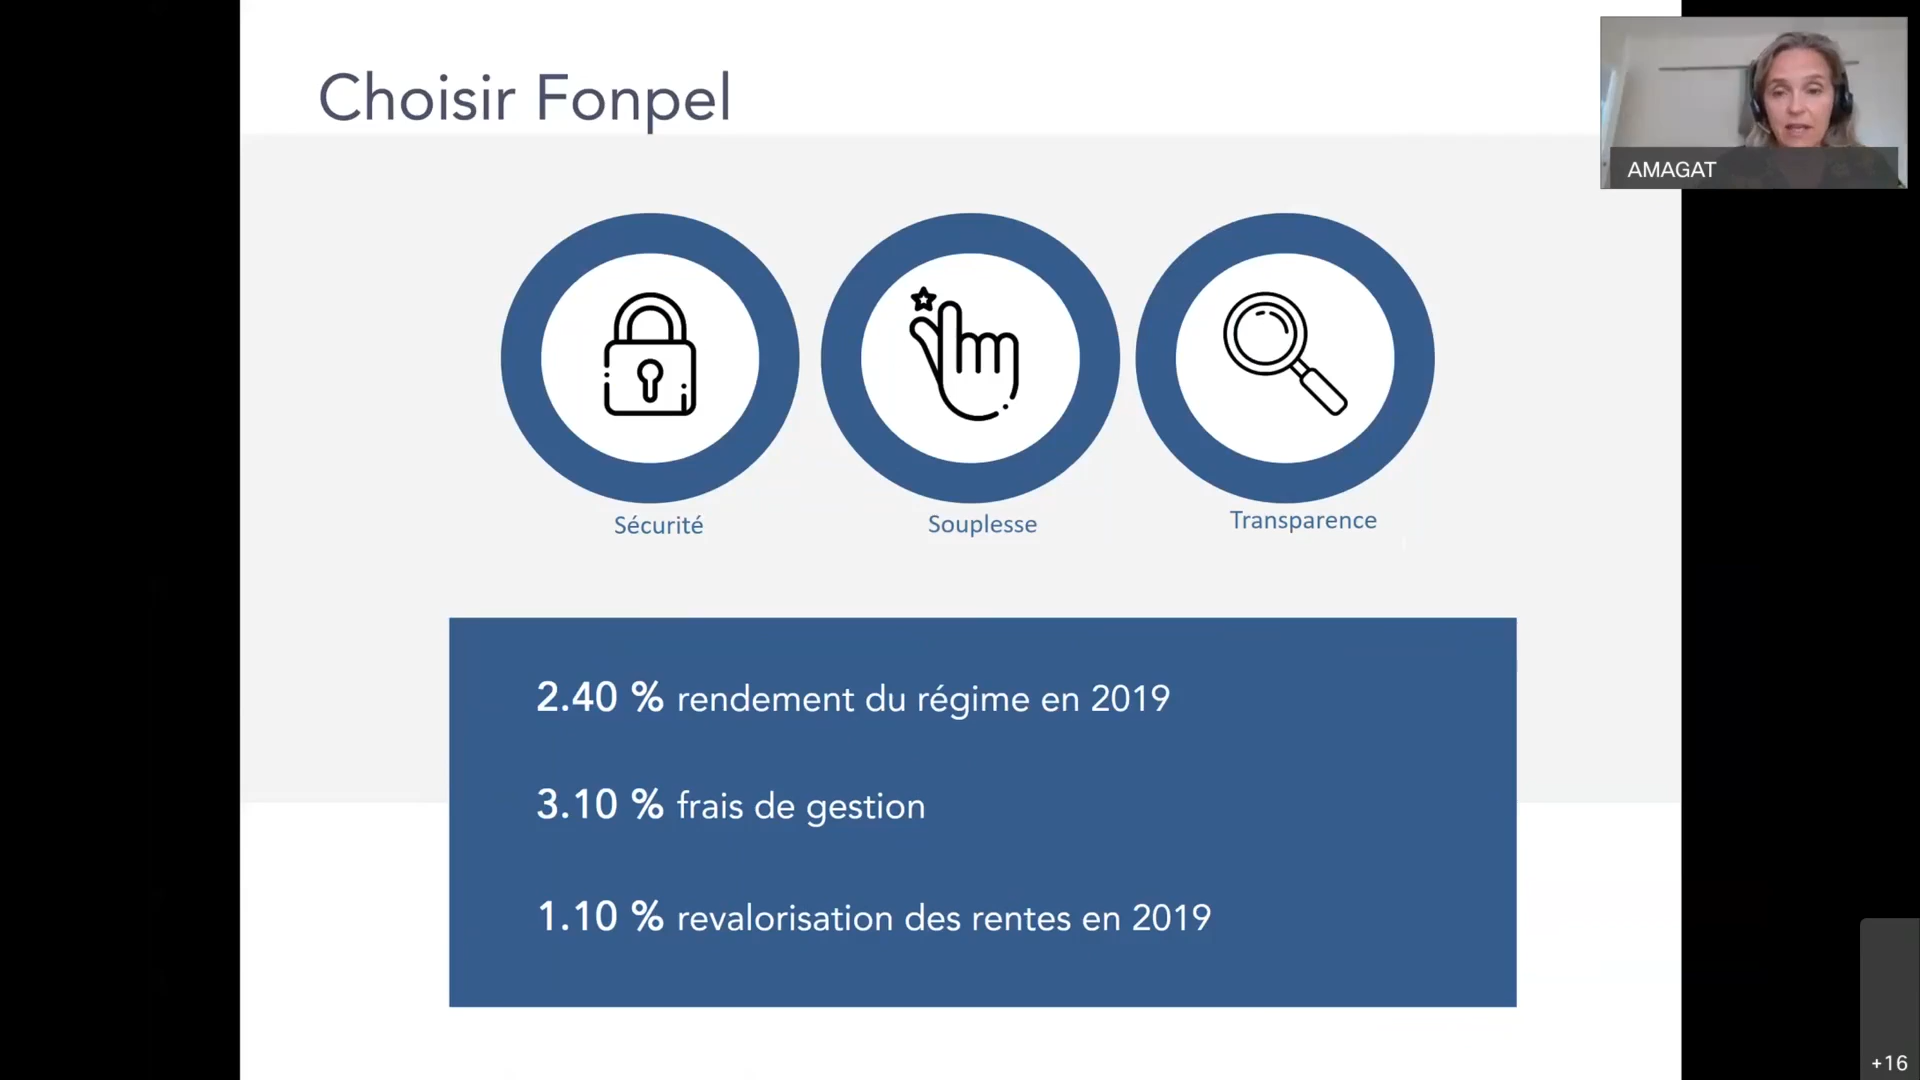 Choisir Fonpel
AMAGAT
Sécurité
Souplesse
Transparence
2.40 % rendement du régime en 2019
3.10 % frais de gestion
1.10 % revalorisation des rentes en 2019
+16